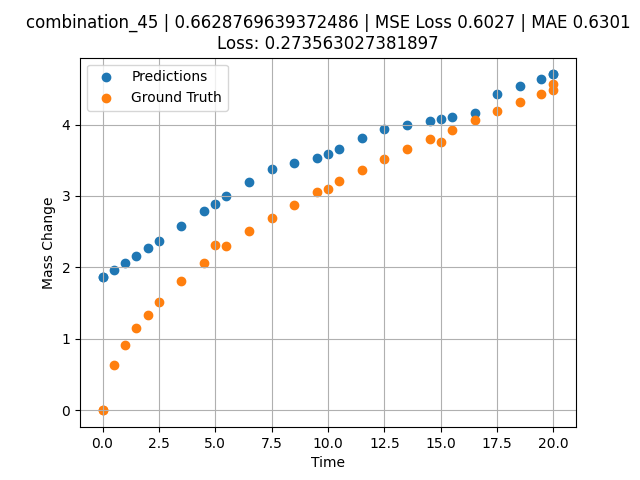 combination_45 | 0.6628769639372486 | MSE Loss 0.6027 | MAE 0.6301
Loss: 0.273563027381897
Predictions
Ground Truth
Mass Change
4
3
2
1
0
0.0 2.5 5.0 7.5 10.0 12.5 15.0 17.5 20.0
Time